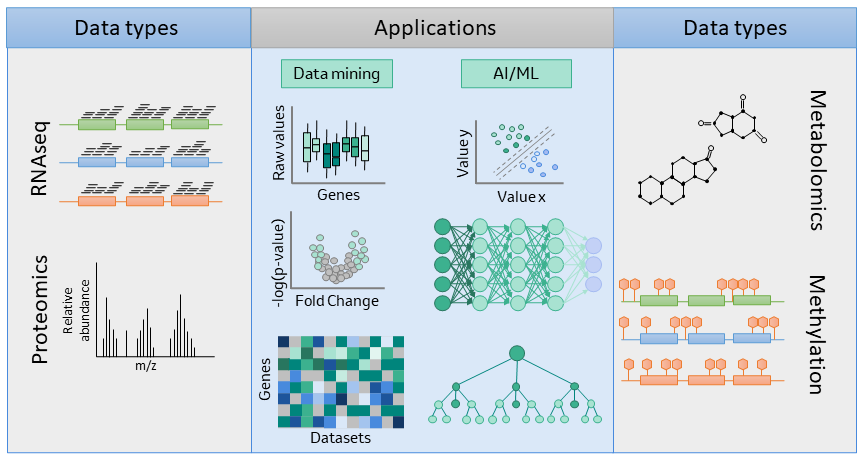 Data types
Applications
Data types
RNAseq
Proteomics
Relative
abundance
m/z
Data mining
AI/ML
Raw values
Genes
Value y
Value x
-log(p-value)
Fold Change
Genes
Datasets
Metabolomics
O
O
O
O
Methylation